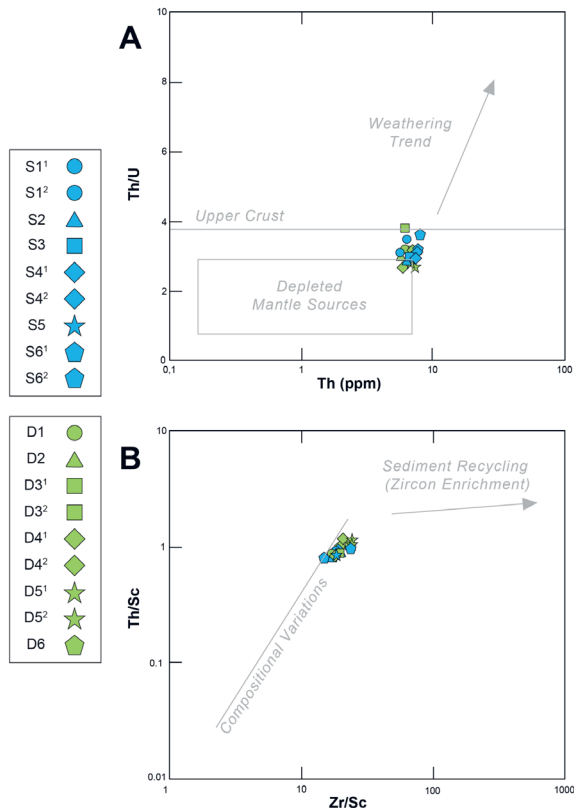 A
10
8
6
4
2
0
Th/U
Weathering
Trend
Upper Crust
Depleted
Mantle Sources
0,1
1
10
100
Th (ppm)
S1¹
S1²
S2
S3
S4¹
S4²
S5
S6¹
S6²
D1
D2
D3¹
D3²
D4¹
D4²
D5¹
D5²
D6
B
10
1
0.1
0.01
Th/Sc
Sediment Recycling
(Zircon Enrichment)
Compositional Variations
1
10
100
1000
Zr/Sc